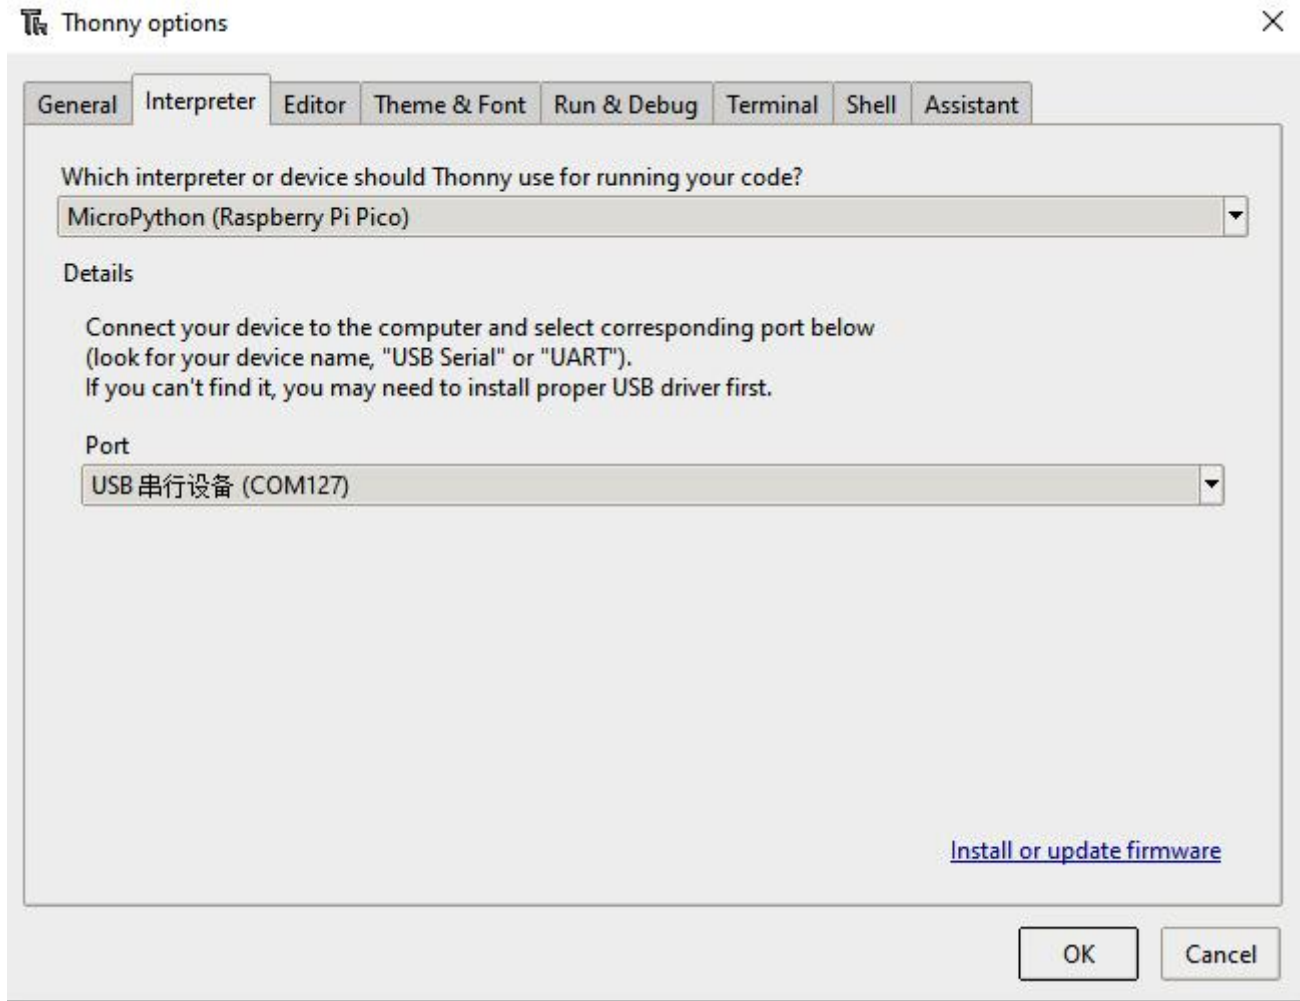 Thonny options
General Interpreter Editor Theme & Font Run & Debug Terminal Shell Assistant
Which interpreter or device should Thonny use for running your code?
MicroPython (Raspberry Pi Pico)
Details
Connect your device to the computer and select corresponding port below
(look for your device name, "USB Serial" or "UART").
If you can't find it, you may need to install proper USB driver first.
Port
USB 串行设备 (COM127)
Install or update firmware
OK Cancel